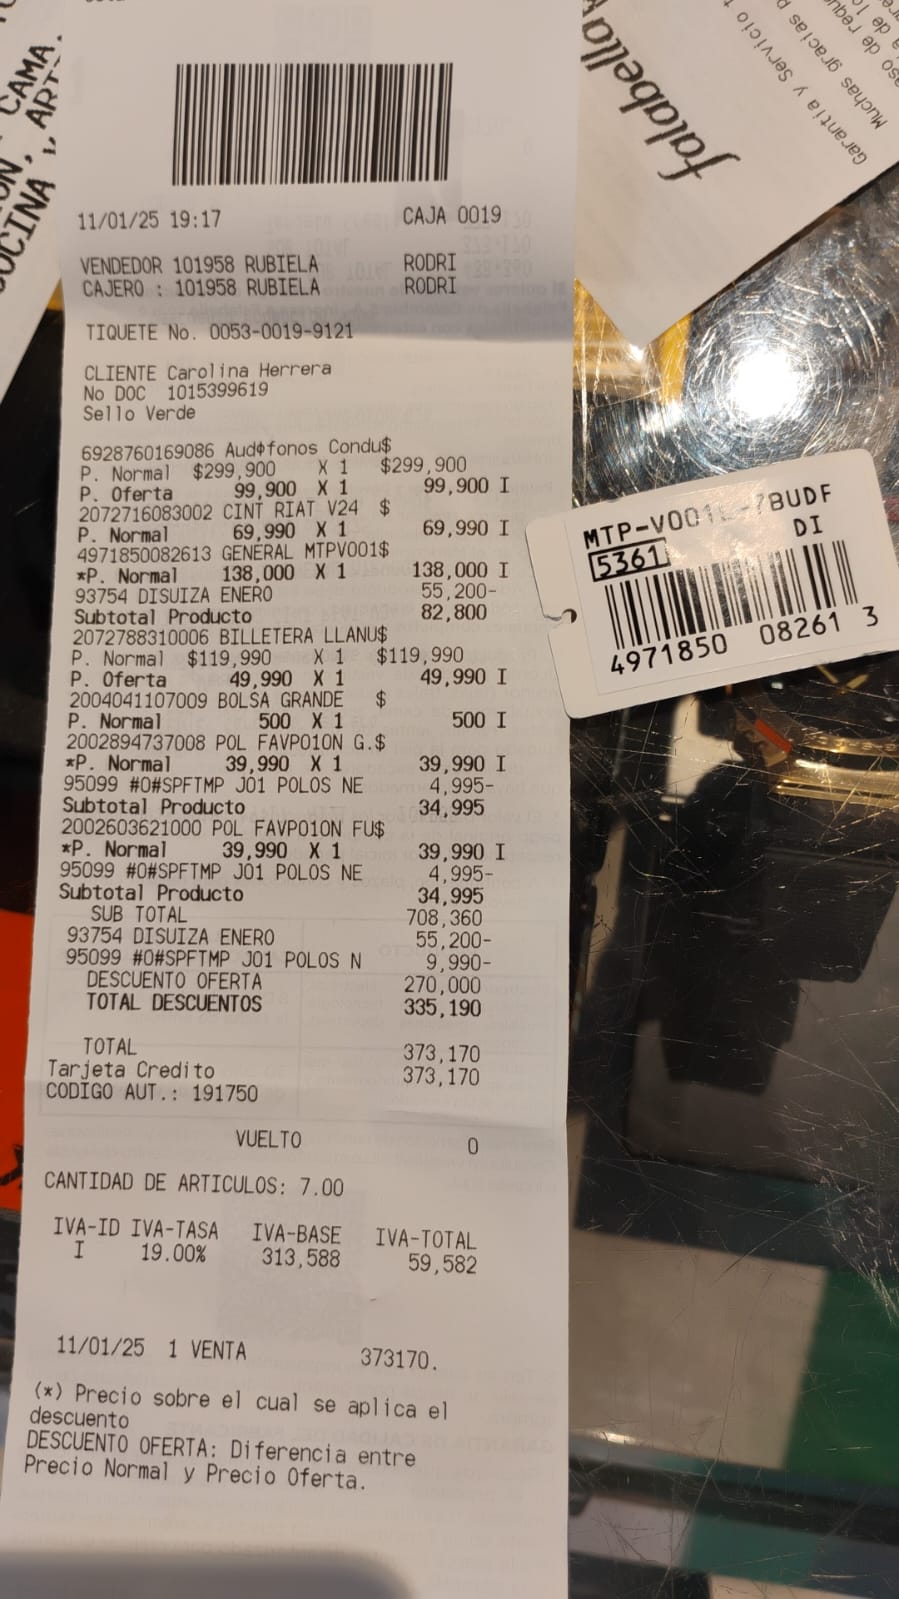 11/01/25 19:17 CAJA 0019
VENDEDOR 101958 RUBIELA RODRI
CAJERO : 101958 RUBIELA RODRI
TIQUETE No. 0053-0019-9121
CLIENTE Carolina Herrera
No DOC 1015399619
Sello Verde
6928760169086 Audífonos Condu$
P. Normal $299,900 X 1 $299,900
P. Oferta 99,900 X 1 99,900 I
2072716083002 CINT RIAT V24 $
P. Normal 69,990 X 1 69,990 I
4971850082613 GENERAL MTPV001$
*P. Normal 138,000 X 1 138,000 I
93754 DISUIZA ENERO 55,200-
Subtotal Producto 82,800
2072788310006 BILLETERA LLANU$
P. Normal $119,990 X 1 $119,990
P. Oferta 49,990 X 1 49,990 I
2004041107009 BOLSA GRANDE $
P. Normal 500 X 1 500 I
2002894737008 POL FAVPO1ON G.$
*P. Normal 39,990 X 1 39,990 I
95099 #0#SPFTMP J01 POLOS NE 4,995-
Subtotal Producto 34,995
2002603621000 POL FAVPO1ON FU$
*P. Normal 39,990 X 1 39,990 I
95099 #0#SPFTMP J01 POLOS NE 4,995-
Subtotal Producto 34,995
SUB TOTAL 708,360
93754 DISUIZA ENERO 55,200-
95099 #0#SPFTMP J01 POLOS N 9,990-
DESCUENTO OFERTA 270,000
TOTAL DESCUENTOS 335,190
TOTAL 373,170
Tarjeta Credito 373,170
CODIGO AUT.: 191750
VUELTO 0
CANTIDAD DE ARTICULOS: 7.00
IVA-ID IVA-TASA IVA-BASE IVA-TOTAL
I 19.00% 313,588 59,582
11/01/25 1 VENTA 373170.
(*) Precio sobre el cual se aplica el
descuento
DESCUENTO OFERTA: Diferencia entre
Precio Normal y Precio Oferta.
DI
5361
4971850 08261 3
falabella
Garantía y Servicio
Muchas gracias
CAMA,
COCINA